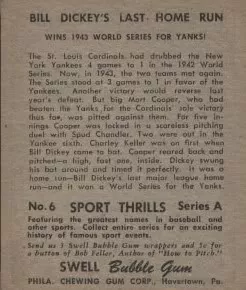 BILL DICKEY'S LAST HOME RUN
WINS 1943 WORLD SERIES FOR YANKS!
The St. Louis Cardinals had drubbed the New
York Yankees 4 games to 1 in the 1942 World
Series. Now, in 1943, the two teams met again.
The Series stood at 3 games to 1 in favor of the
Yankees. Another victory would reverse last
year's defeat. But big Mort Cooper, who had
beaten the Yanks for the Cardinals' sole victory
thus far, was pitted against them. For five in-
nings Cooper was locked in a scoreless pitching
duel with Spud Chandler. Two were out in the
Yankee sixth. Charley Keller was on first when
Bill Dickey came to bat. Cooper reared back and
pitched—a high, fast one, inside. Dickey swung
his bat around and timed it perfectly. It was a
home run—Bill Dickey's last major league home
run—and it won a World Series for the Yanks.
No. 6 SPORT THRILLS Series A
Featuring the greatest names in baseball and
other sports. Collect entire series for an exciting
history of famous sport events.
Send us 5 Swell Bubble Gum wrappers and 5c for
a button of Bob Feller, Author of "How to Pitch"
SWELL Bubble Gum
PHILA. CHEWING GUM CORP., Havertown, Pa.